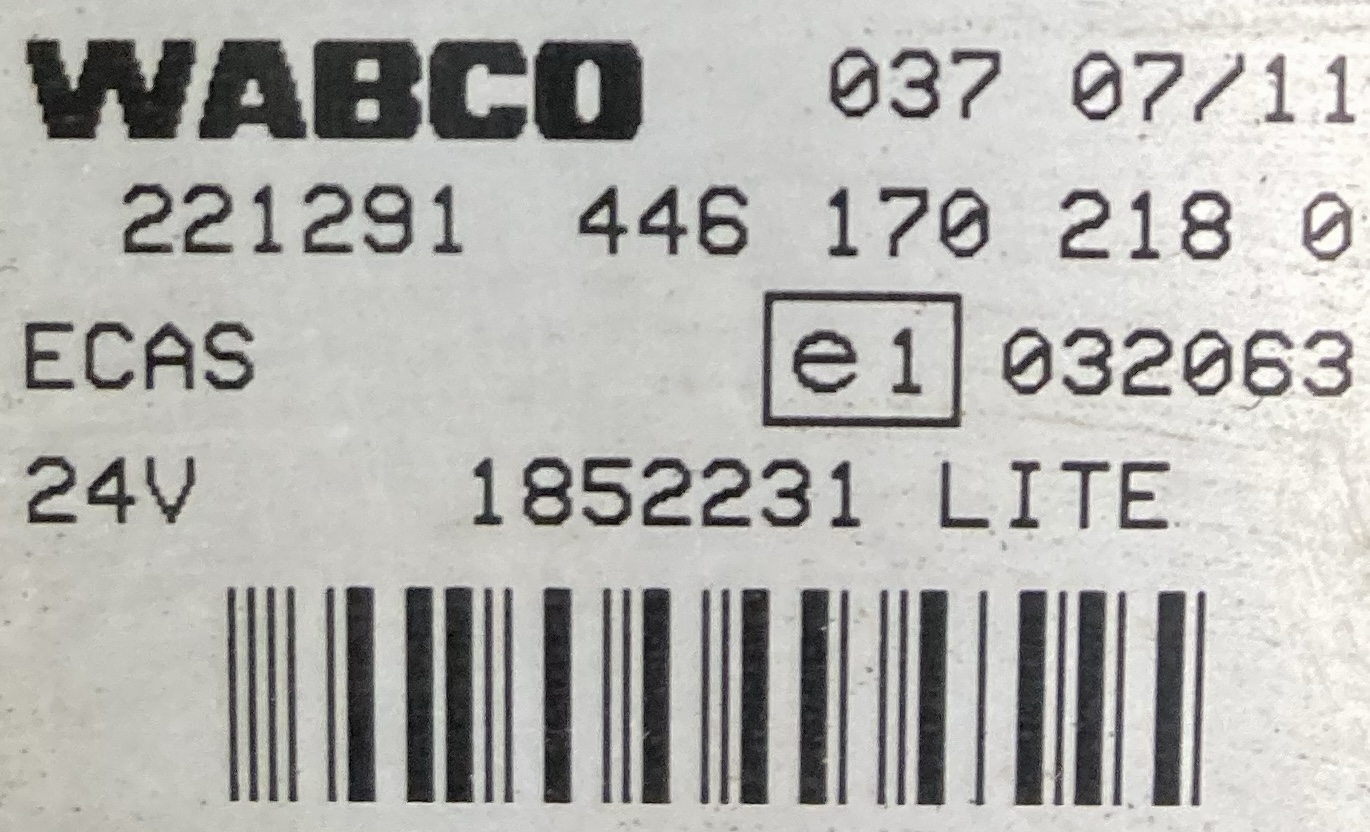 WABCO 037 07/11
221291 446 170 218 0
ECAS e1 032063
24V 1852231 LITE